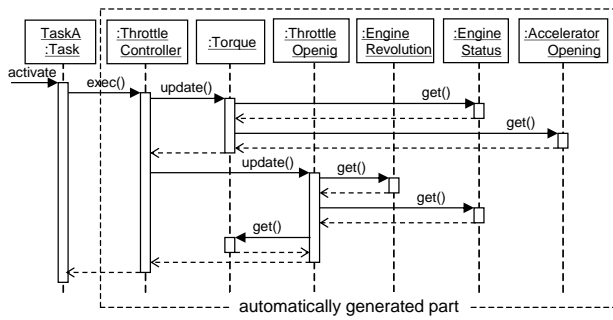 TaskA
:Task
:Throttle
Controller
:Torque
:Throttle
Openig
:Engine
Revolution
:Engine
Status
:Accelerator
Opening
activate
exec()
update()
get()
get()
update()
get()
get()
get()
automatically generated part